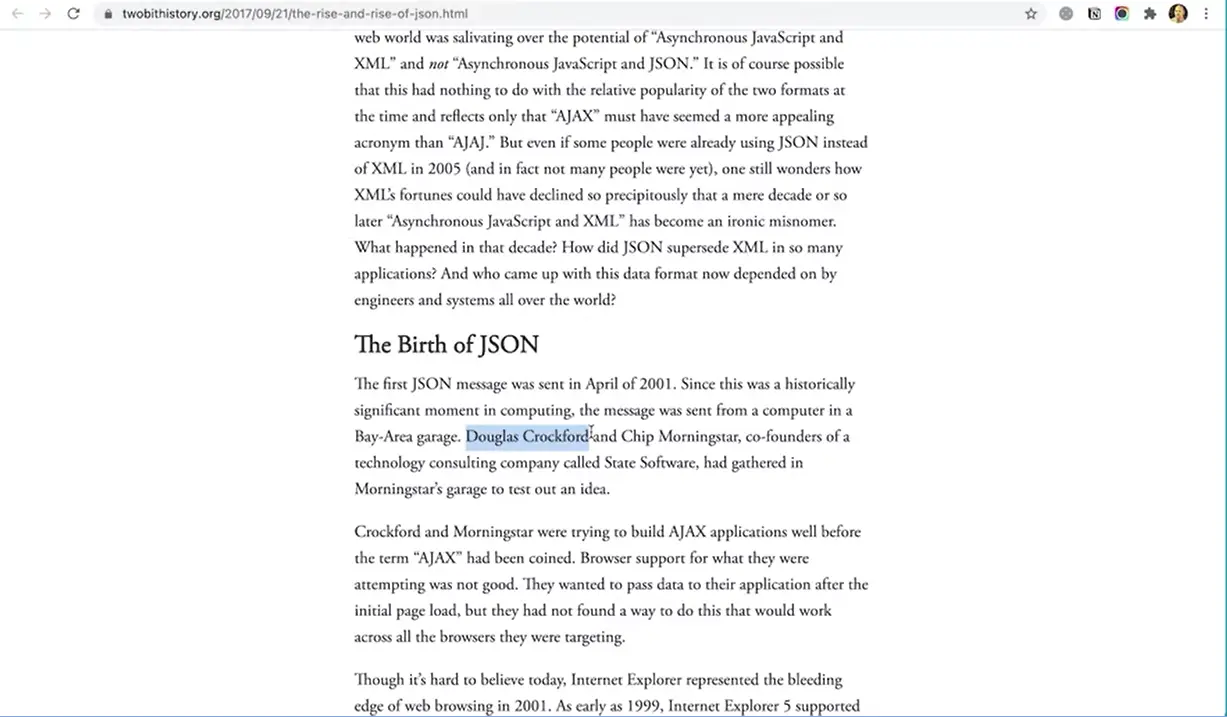 twobithistory.org/2017/09/21/the-rise-and-rise-of-json.html
web world was salivating over the potential of “Asynchronous JavaScript and
XML” and not “Asynchronous JavaScript and JSON.” It is of course possible
that this had nothing to do with the relative popularity of the two formats at
the time and reflects only that “AJAX” must have seemed a more appealing
acronym than “AJAJ.” But even if some people were already using JSON instead
of XML in 2005 (and in fact not many people were yet), one still wonders how
XML’s fortunes could have declined so precipitously that a mere decade or so
later “Asynchronous JavaScript and XML” has become an ironic misnomer.
What happened in that decade? How did JSON supersede XML in so many
applications? And who came up with this data format now depended on by
engineers and systems all over the world?
The Birth of JSON
The first JSON message was sent in April of 2001. Since this was a historically
significant moment in computing, the message was sent from a computer in a
Bay-Area garage. Douglas Crockford and Chip Morningstar, co-founders of a
technology consulting company called State Software, had gathered in
Morningstar’s garage to test out an idea.
Crockford and Morningstar were trying to build AJAX applications well before
the term “AJAX” had been coined. Browser support for what they were
attempting was not good. They wanted to pass data to their application after the
initial page load, but they had not found a way to do this that would work
across all the browsers they were targeting.
Though it’s hard to believe today, Internet Explorer represented the bleeding
edge of web browsing in 2001. As early as 1999, Internet Explorer 5 supported